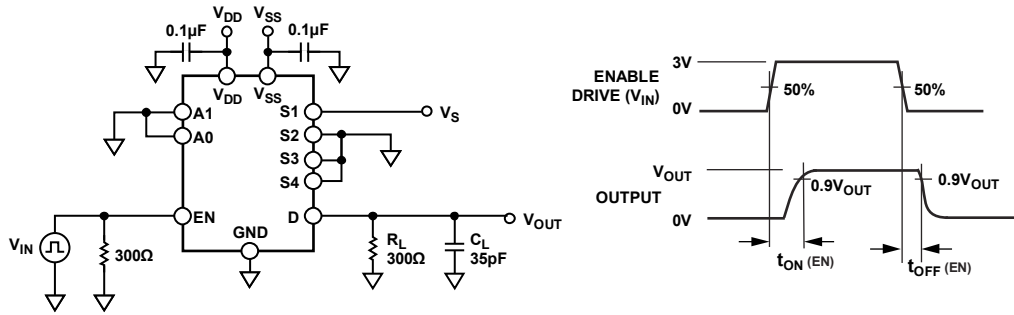 V_DD V_SS
0.1µF 0.1µF
V_DD V_SS
A1 S1 V_S
A0 S2
S3
S4
EN D V_OUT
GND
V_IN 300Ω
R_L
300Ω
C_L
35pF
3V
ENABLE
DRIVE (V_IN)
50% 50%
0V
V_OUT
0.9V_OUT 0.9V_OUT
OUTPUT
0V
t_ON (EN) t_OFF (EN)